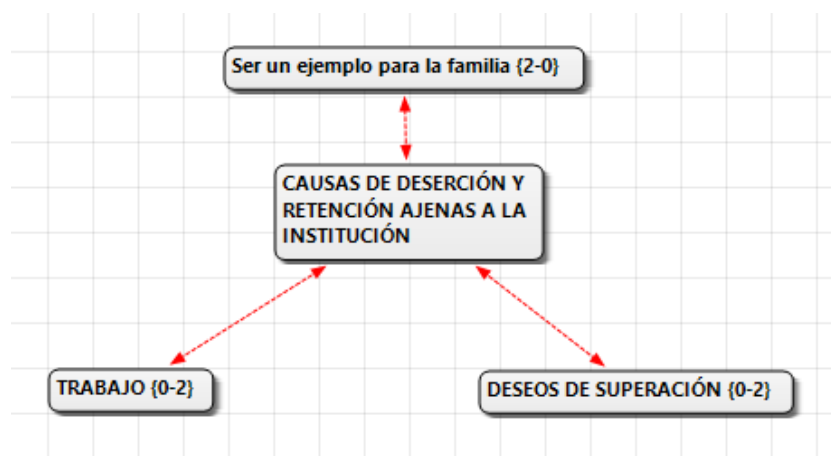 Ser un ejemplo para la familia {2-0}
CAUSAS DE DESERCIÓN Y
RETENCIÓN AJENAS A LA
INSTITUCIÓN
TRABAJO {0-2}
DESEOS DE SUPERACIÓN {0-2}